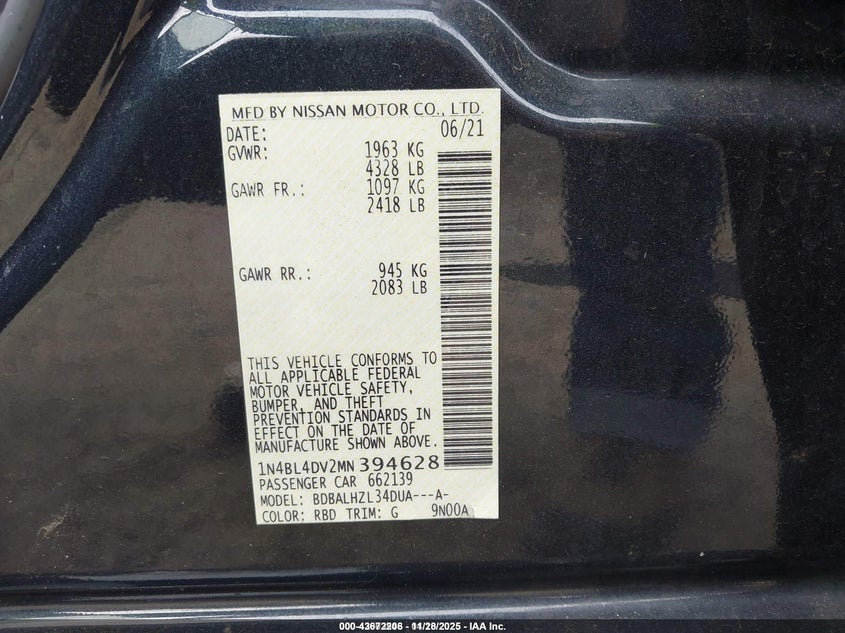 MFD BY NISSAN MOTOR CO., LTD.
DATE: 06/21
GVWR: 1963 KG
4328 LB
GAWR FR.: 1097 KG
2418 LB
GAWR RR.: 945 KG
2083 LB
THIS VEHICLE CONFORMS TO
ALL APPLICABLE FEDERAL
MOTOR VEHICLE SAFETY,
BUMPER, AND THEFT
PREVENTION STANDARDS IN
EFFECT ON THE DATE OF
MANUFACTURE SHOWN ABOVE.
1N4BL4DV2MN394628
PASSENGER CAR 662139
MODEL: BDBALHZL34DUA---A-
COLOR: RBD TRIM: G 9N00A
- IAA Inc.